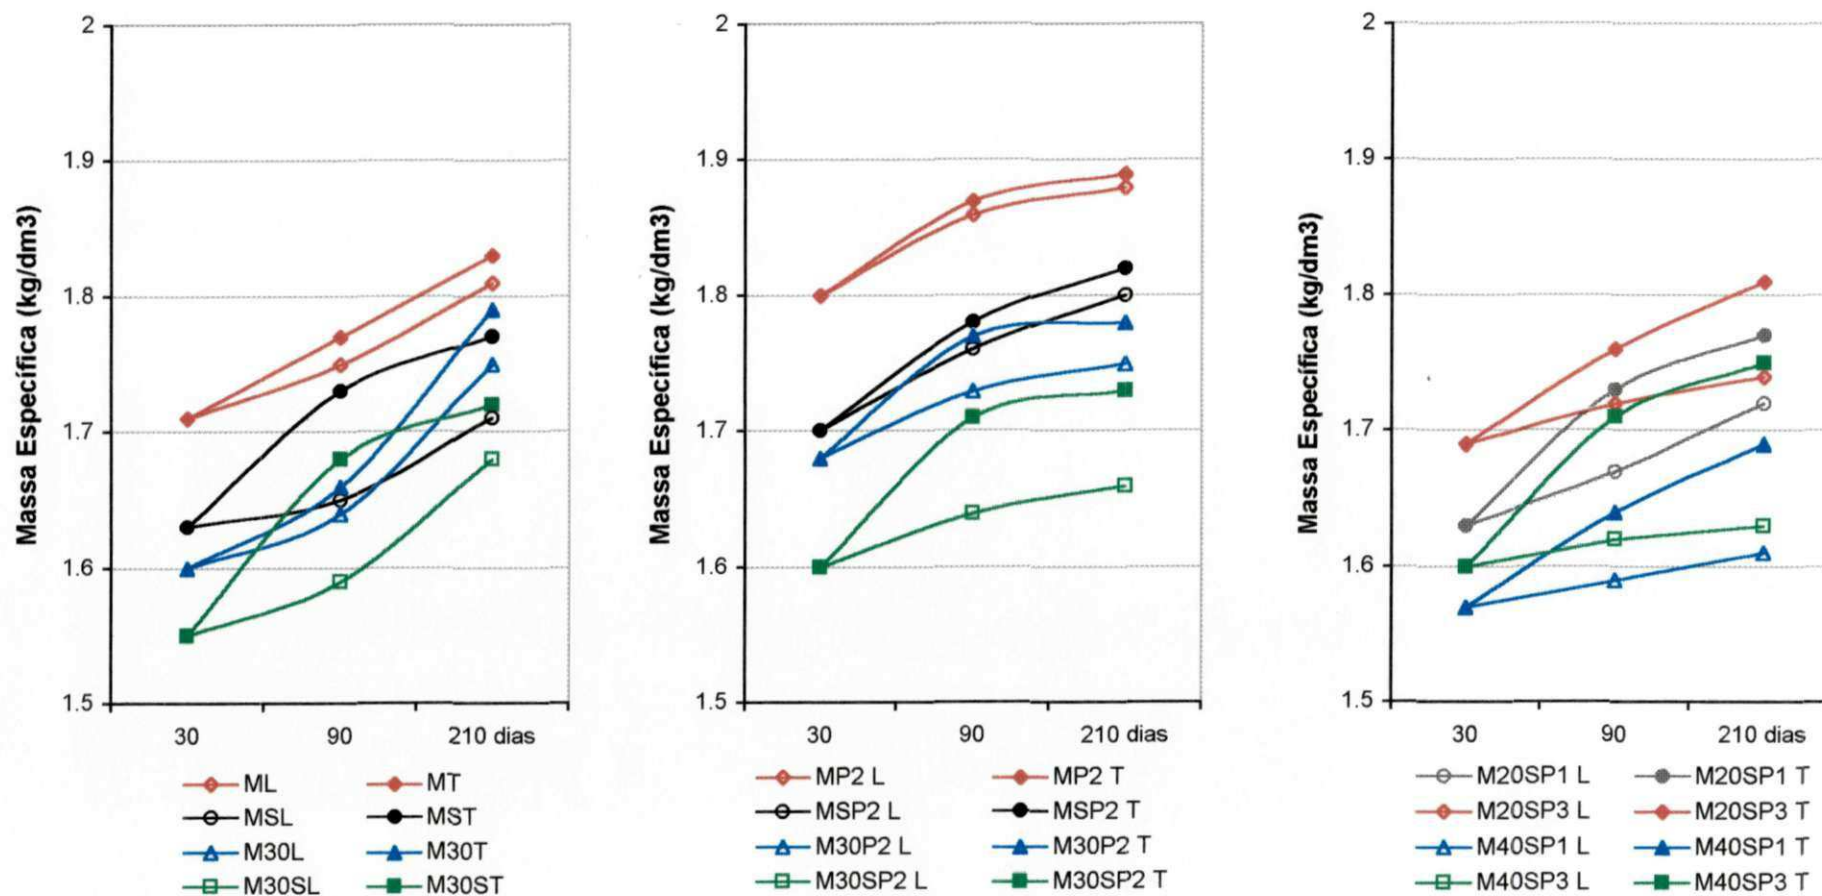 Massa Específica (kg/dm3)
2
1.9
1.8
1.7
1.6
1.5
30 90 210 dias
ML MT
MSL MST
M30L M30T
M30SL M30ST
Massa Específica (kg/dm3)
2
1.9
1.8
1.7
1.6
1.5
30 90 210 dias
MP2 L MP2 T
MSP2 L MSP2 T
M30P2 L M30P2 T
M30SP2 L M30SP2 T
Massa Específica (kg/dm3)
2
1.9
1.8
1.7
1.6
1.5
30 90 210 dias
M20SP1 L M20SP1 T
M20SP3 L M20SP3 T
M40SP1 L M40SP1 T
M40SP3 L M40SP3 T